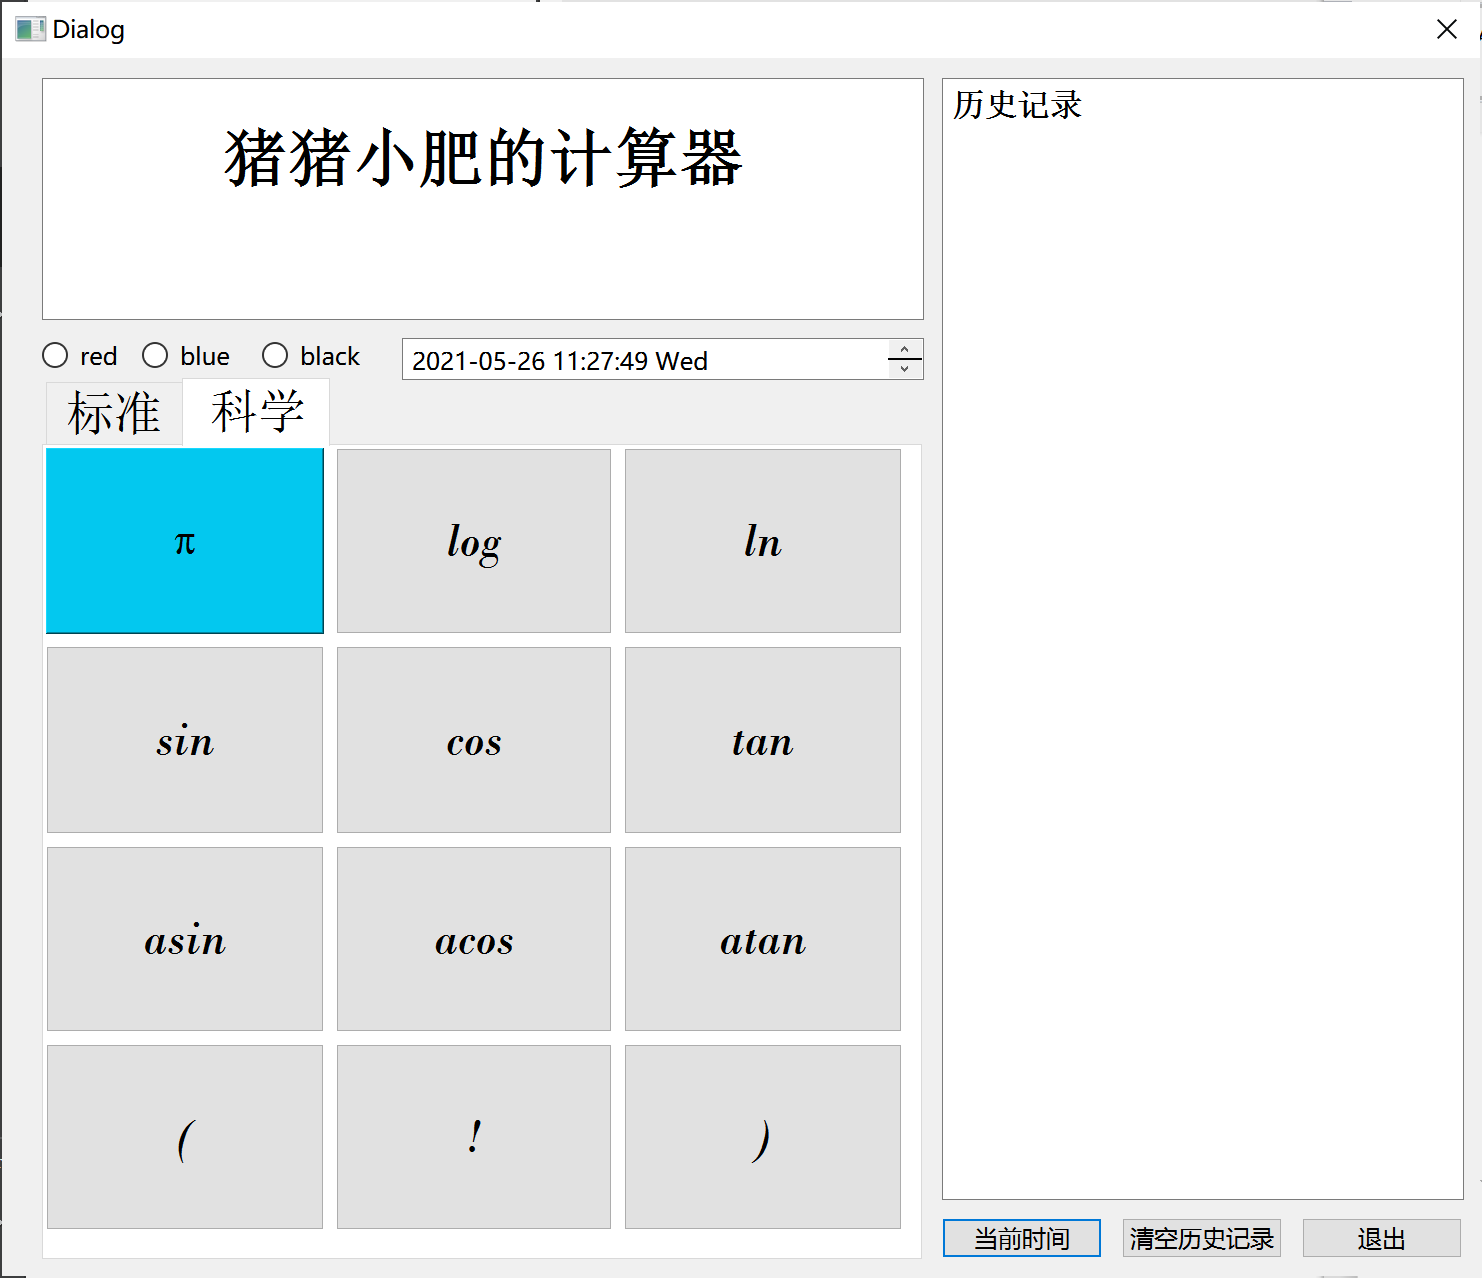 Dialog
猪猪小肥的计算器
历史记录
red blue black 2021-05-26 11:27:49 Wed
标准 科学
π log ln
sin cos tan
asin acos atan
( ! )
当前时间 清空历史记录 退出